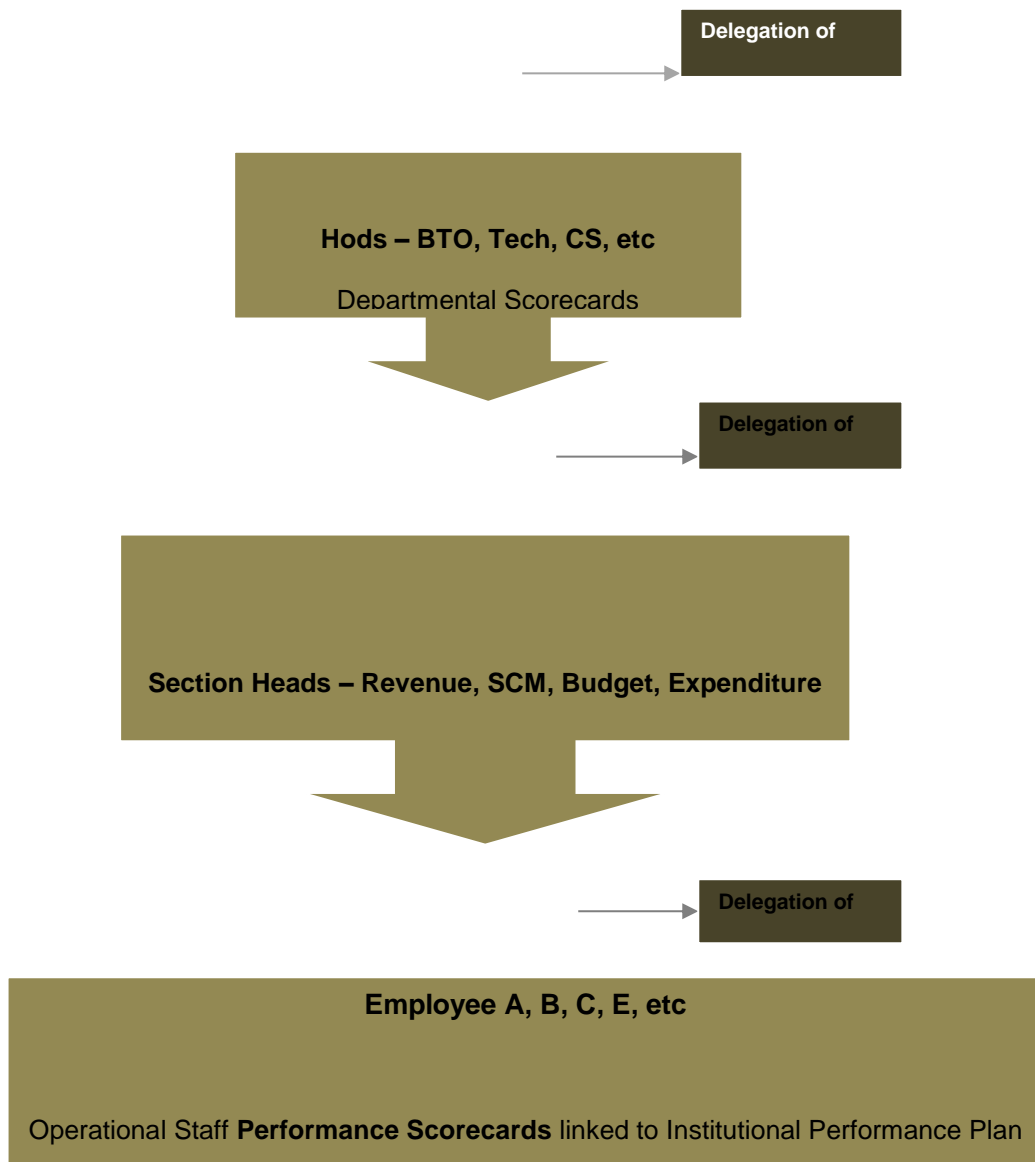 Delegation of
Hods – BTO, Tech, CS, etc
Departmental Scorecards
Delegation of
Section Heads – Revenue, SCM, Budget, Expenditure
Delegation of
Employee A, B, C, E, etc
Operational Staff Performance Scorecards linked to Institutional Performance Plan